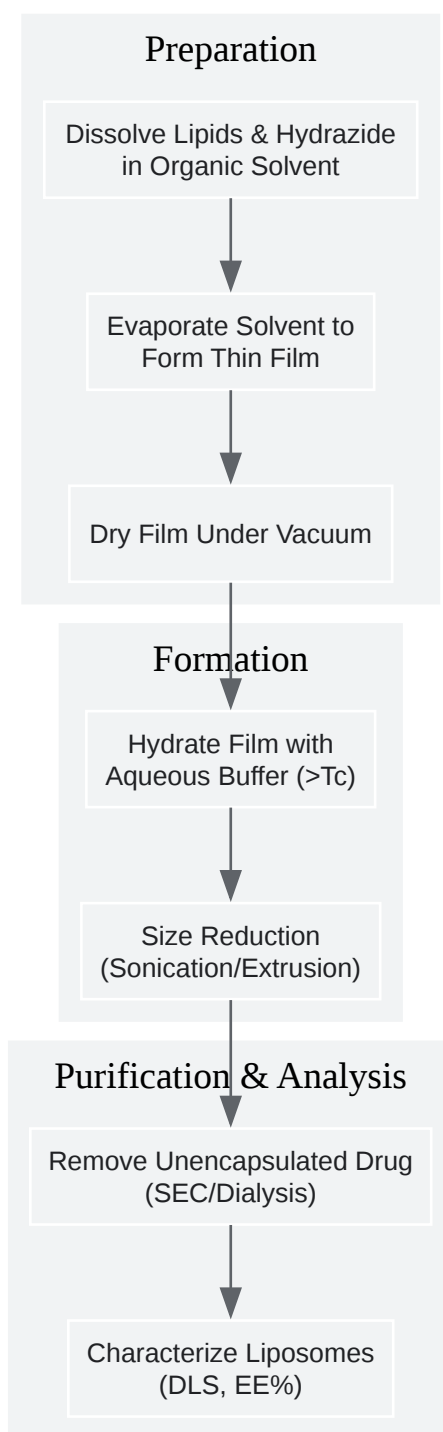 Preparation
Dissolve Lipids & Hydrazide
in Organic Solvent
Evaporate Solvent to
Form Thin Film
Dry Film Under Vacuum
Formation
Hydrate Film with
Aqueous Buffer (>Tc)
Size Reduction
(Sonication/Extrusion)
Purification & Analysis
Remove Unencapsulated Drug
(SEC/Dialysis)
Characterize Liposomes
(DLS, EE%)